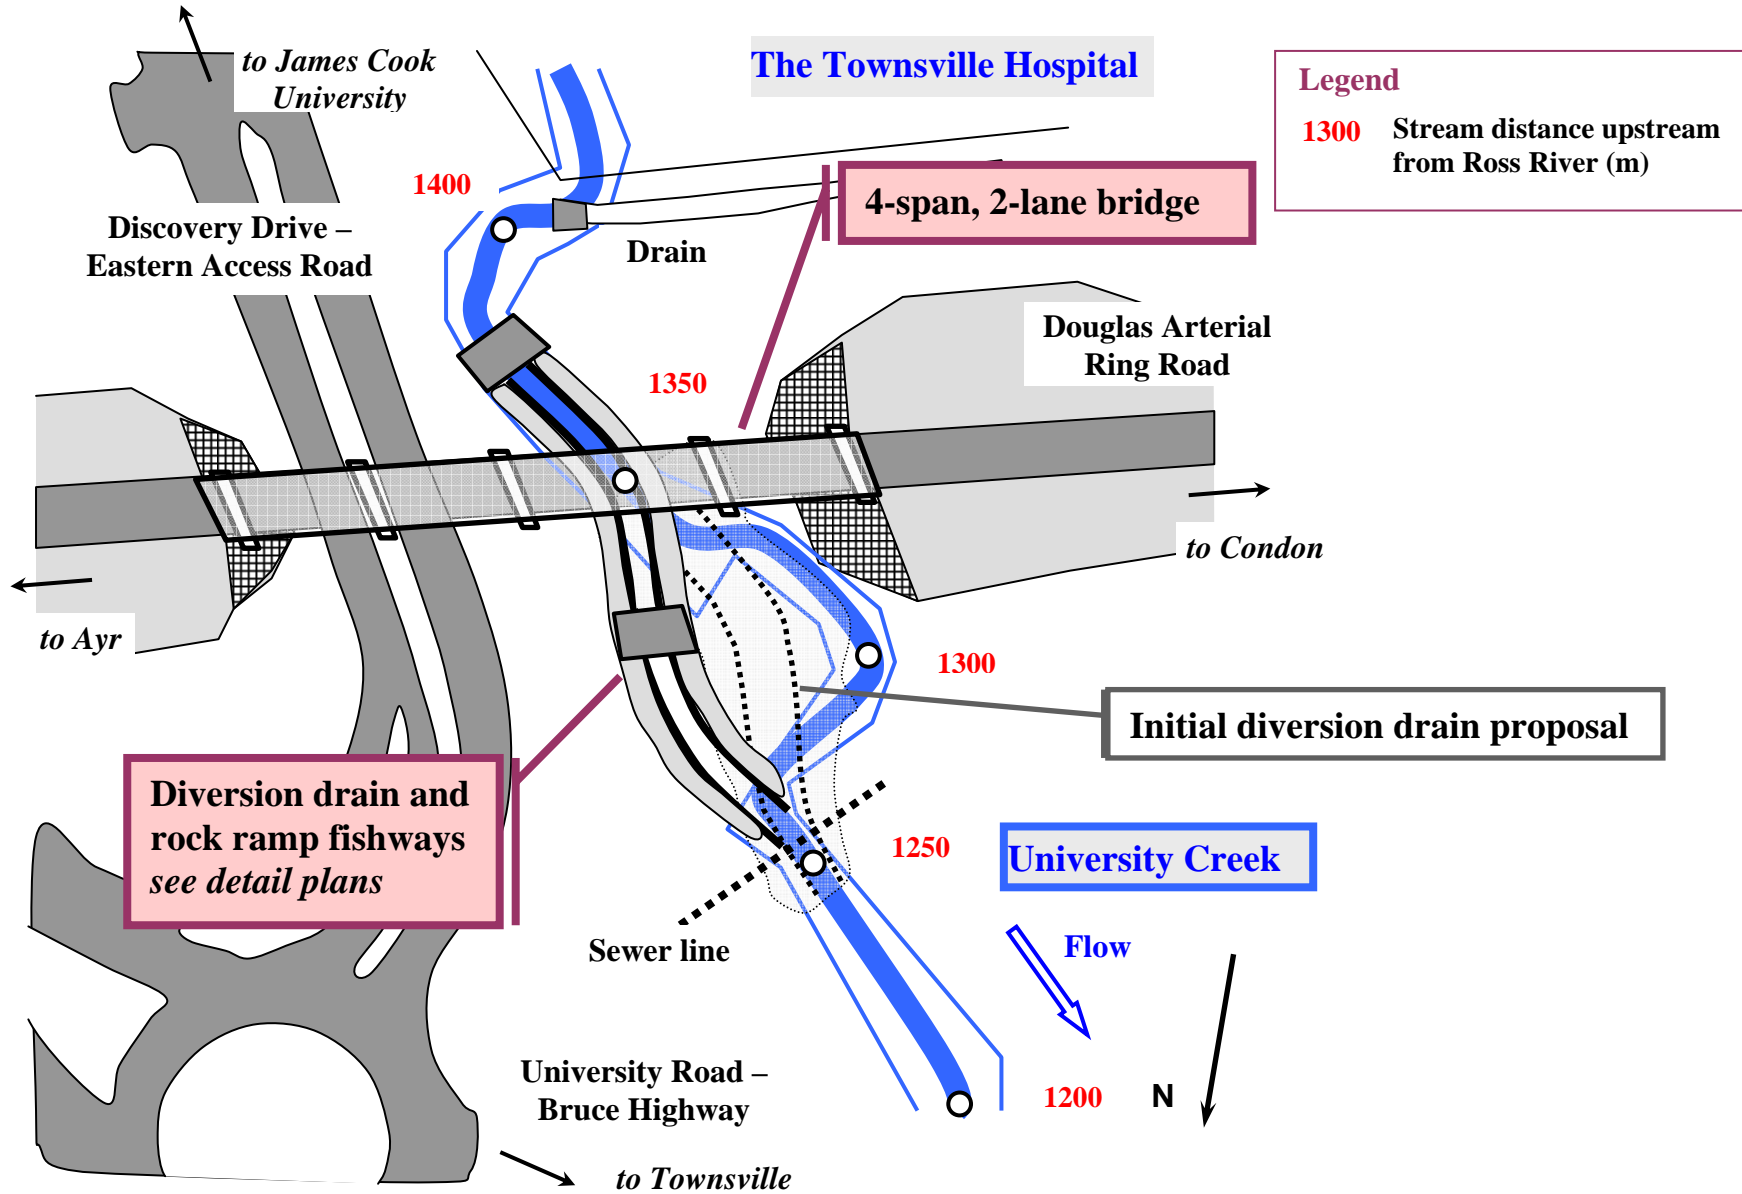 to James Cook
University
The Townsville Hospital
Legend
1300 Stream distance upstream
from Ross River (m)
1400
4-span, 2-lane bridge
Discovery Drive –
Eastern Access Road
Drain
Douglas Arterial
Ring Road
1350
to Condon
to Ayr
1300
Initial diversion drain proposal
Diversion drain and
rock ramp fishways
see detail plans
1250
University Creek
Sewer line
Flow
University Road –
Bruce Highway
1200
N
to Townsville